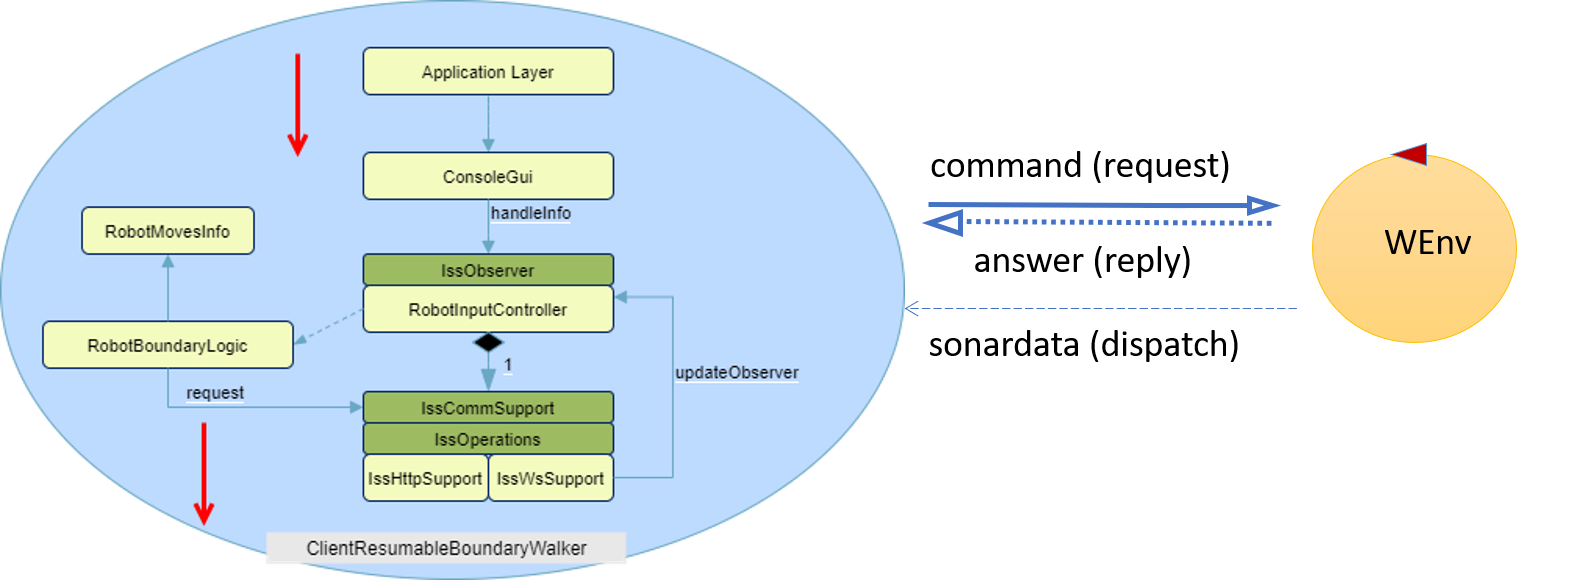 Application Layer
ConsoleGui
handleInfo
RobotMovesInfo
IssObserver
RobotInputController
RobotBoundaryLogic
1
updateObserver
request
IssCommSupport
IssOperations
IssHttpSupport
IssWsSupport
ClientResumableBoundaryWalker
command (request)
answer (reply)
sonardata (dispatch)
WEnv